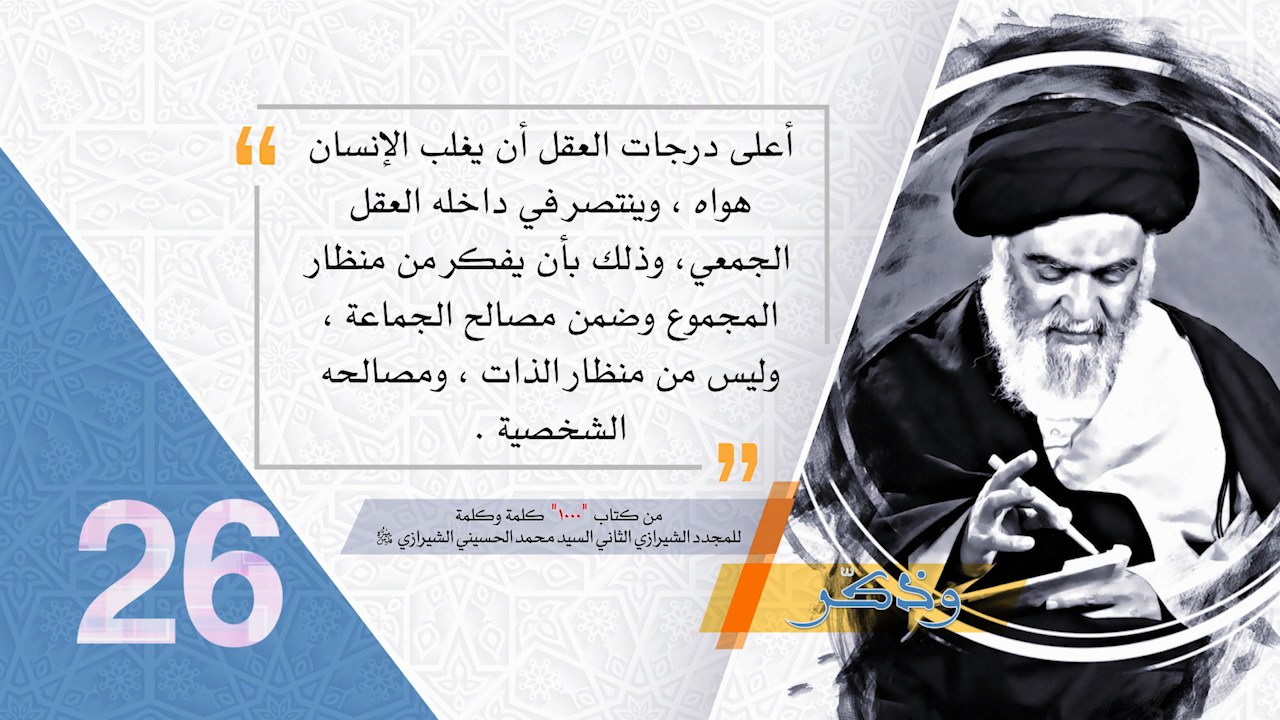 أعلى درجات العقل أن يغلب الإنسان
هواه ، وينتصر في داخله العقل
الجمعي، وذلك بأن يفكر من منظار
المجموع وضمن مصالح الجماعة ،
وليس من منظار الذات ، ومصالحه
الشخصية .
من كتاب "١٠٠٠" كلمة وكلمة
للمجدد الشيرازي الثاني السيد محمد الحسيني الشيرازي
وذكّر
26